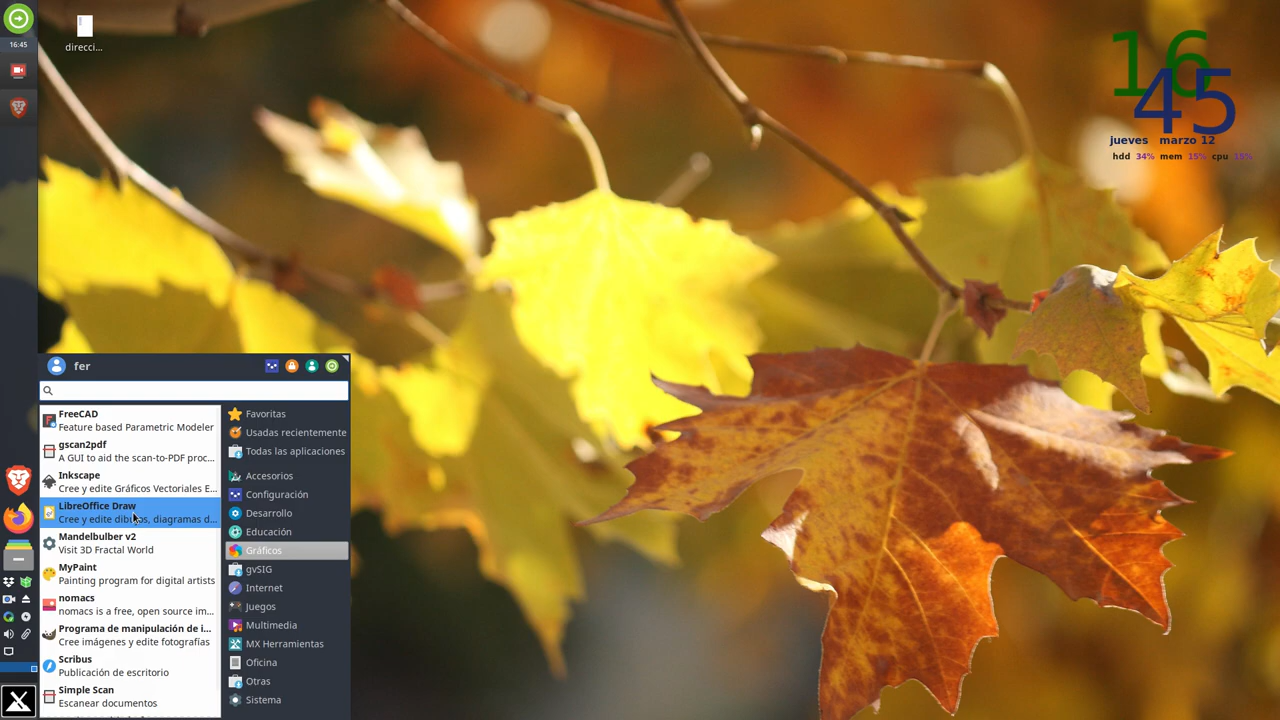 16:45
direcci...
16
45
jueves marzo 12
hdd 34% mem 15% cpu 15%
fer
FreeCAD
Feature based Parametric Modeler
gscan2pdf
A GUI to aid the scan-to-PDF proc...
Inkscape
Cree y edite Gráficos Vectoriales E...
LibreOffice Draw
Cree y edite dibujos, diagramas d...
Mandelbulber v2
Visit 3D Fractal World
MyPaint
Painting program for digital artists
nomacs
nomacs is a free, open source im...
Programa de manipulación de i...
Cree imágenes y edite fotografías
Scribus
Publicación de escritorio
Simple Scan
Escanear documentos
Favoritas
Usadas recientemente
Todas las aplicaciones
Accesorios
Configuración
Desarrollo
Educación
Gráficos
gvSIG
Internet
Juegos
Multimedia
MX Herramientas
Oficina
Otras
Sistema